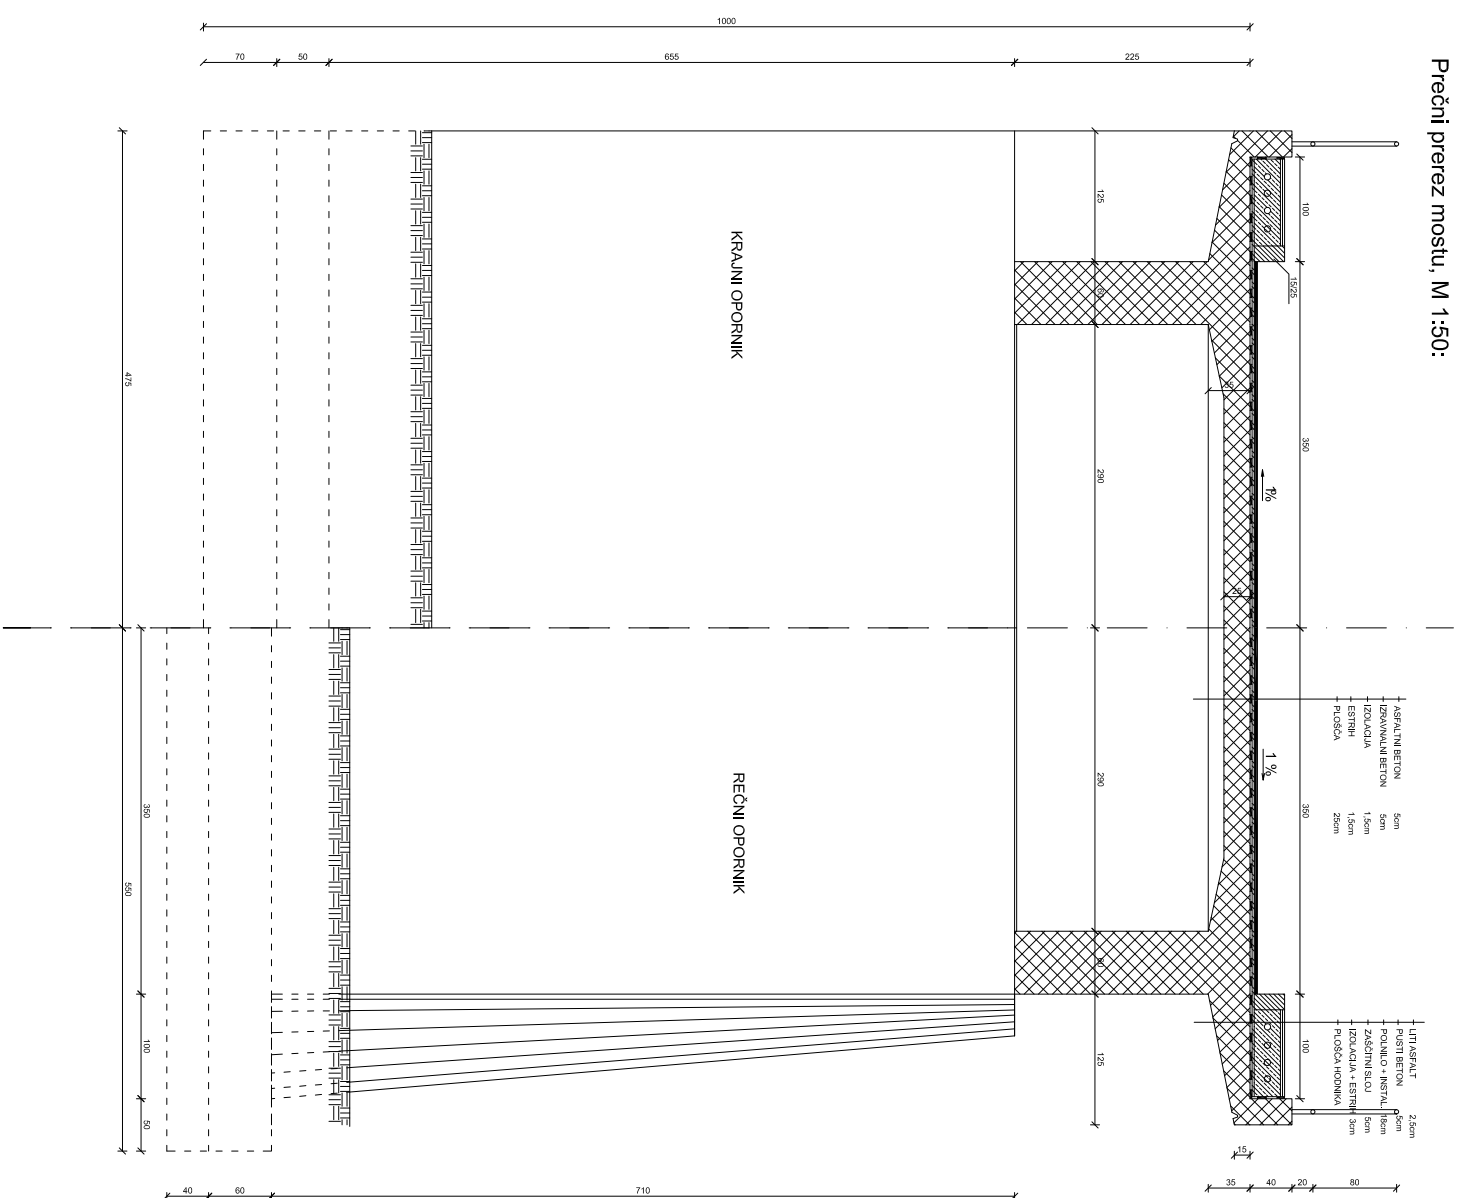 Prečni prerez mostu, M 1:50:
1000
70
50
655
225
125
60
290
290
60
125
100
350
350
100
15/25
35
25
1%
1 %
KRAJNI OPORNIK
REČNI OPORNIK
475
550
350
100
50
ASFALTNI BETON 5cm
IZRAVNALNI BETON 5cm
IZOLACIJA 1,5cm
ESTRIH 1,5cm
PLOŠČA 25cm
LITI ASFALT 2,5cm
PUSTI BETON 5cm
POLNILO + INSTAL. 18cm
ZAŠČITNI SLOJ 5cm
IZOLACIJA + ESTRIH 3cm
PLOŠČA HODNIKA
15
35
40
20
80
40
60
710